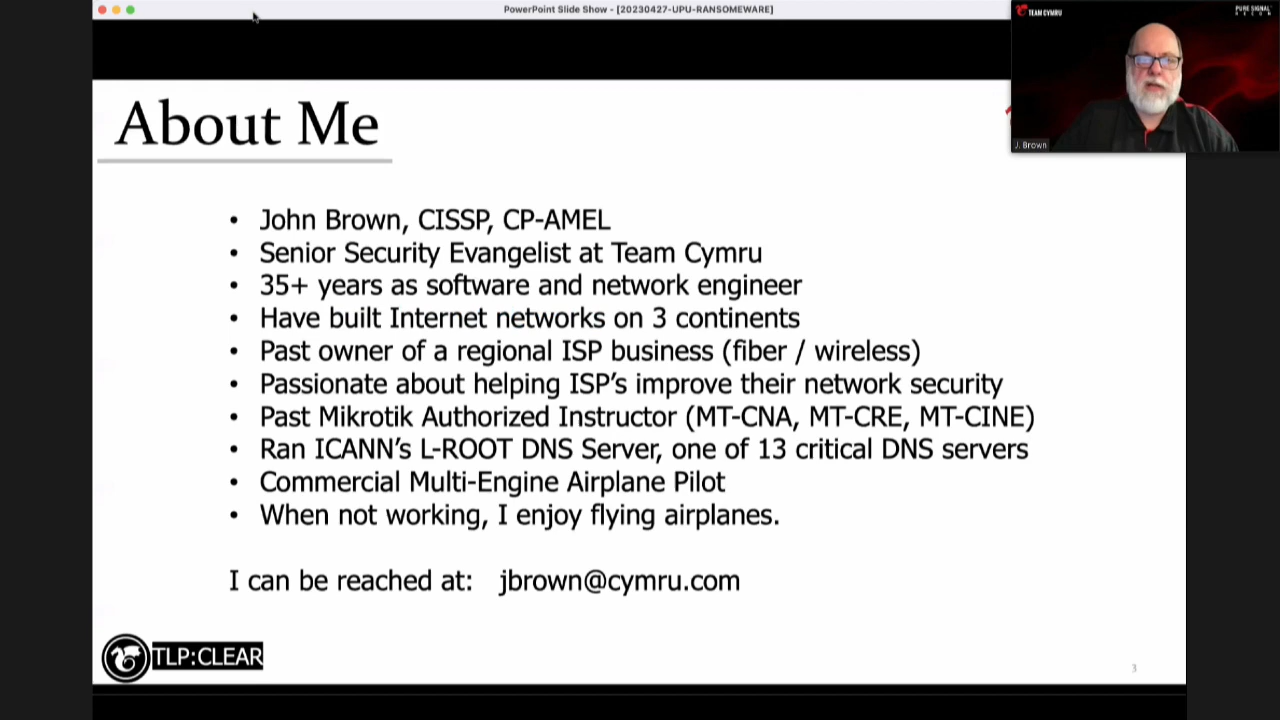 PowerPoint Slide Show - [20230427-UPU-RANSOMEWARE]
TEAM CYMRU
PURE SIGNAL
RECON
J. Brown
About Me
• John Brown, CISSP, CP-AMEL
• Senior Security Evangelist at Team Cymru
• 35+ years as software and network engineer
• Have built Internet networks on 3 continents
• Past owner of a regional ISP business (fiber / wireless)
• Passionate about helping ISP’s improve their network security
• Past Mikrotik Authorized Instructor (MT-CNA, MT-CRE, MT-CINE)
• Ran ICANN’s L-ROOT DNS Server, one of 13 critical DNS servers
• Commercial Multi-Engine Airplane Pilot
• When not working, I enjoy flying airplanes.
I can be reached at: jbrown@cymru.com
TLP:CLEAR
3